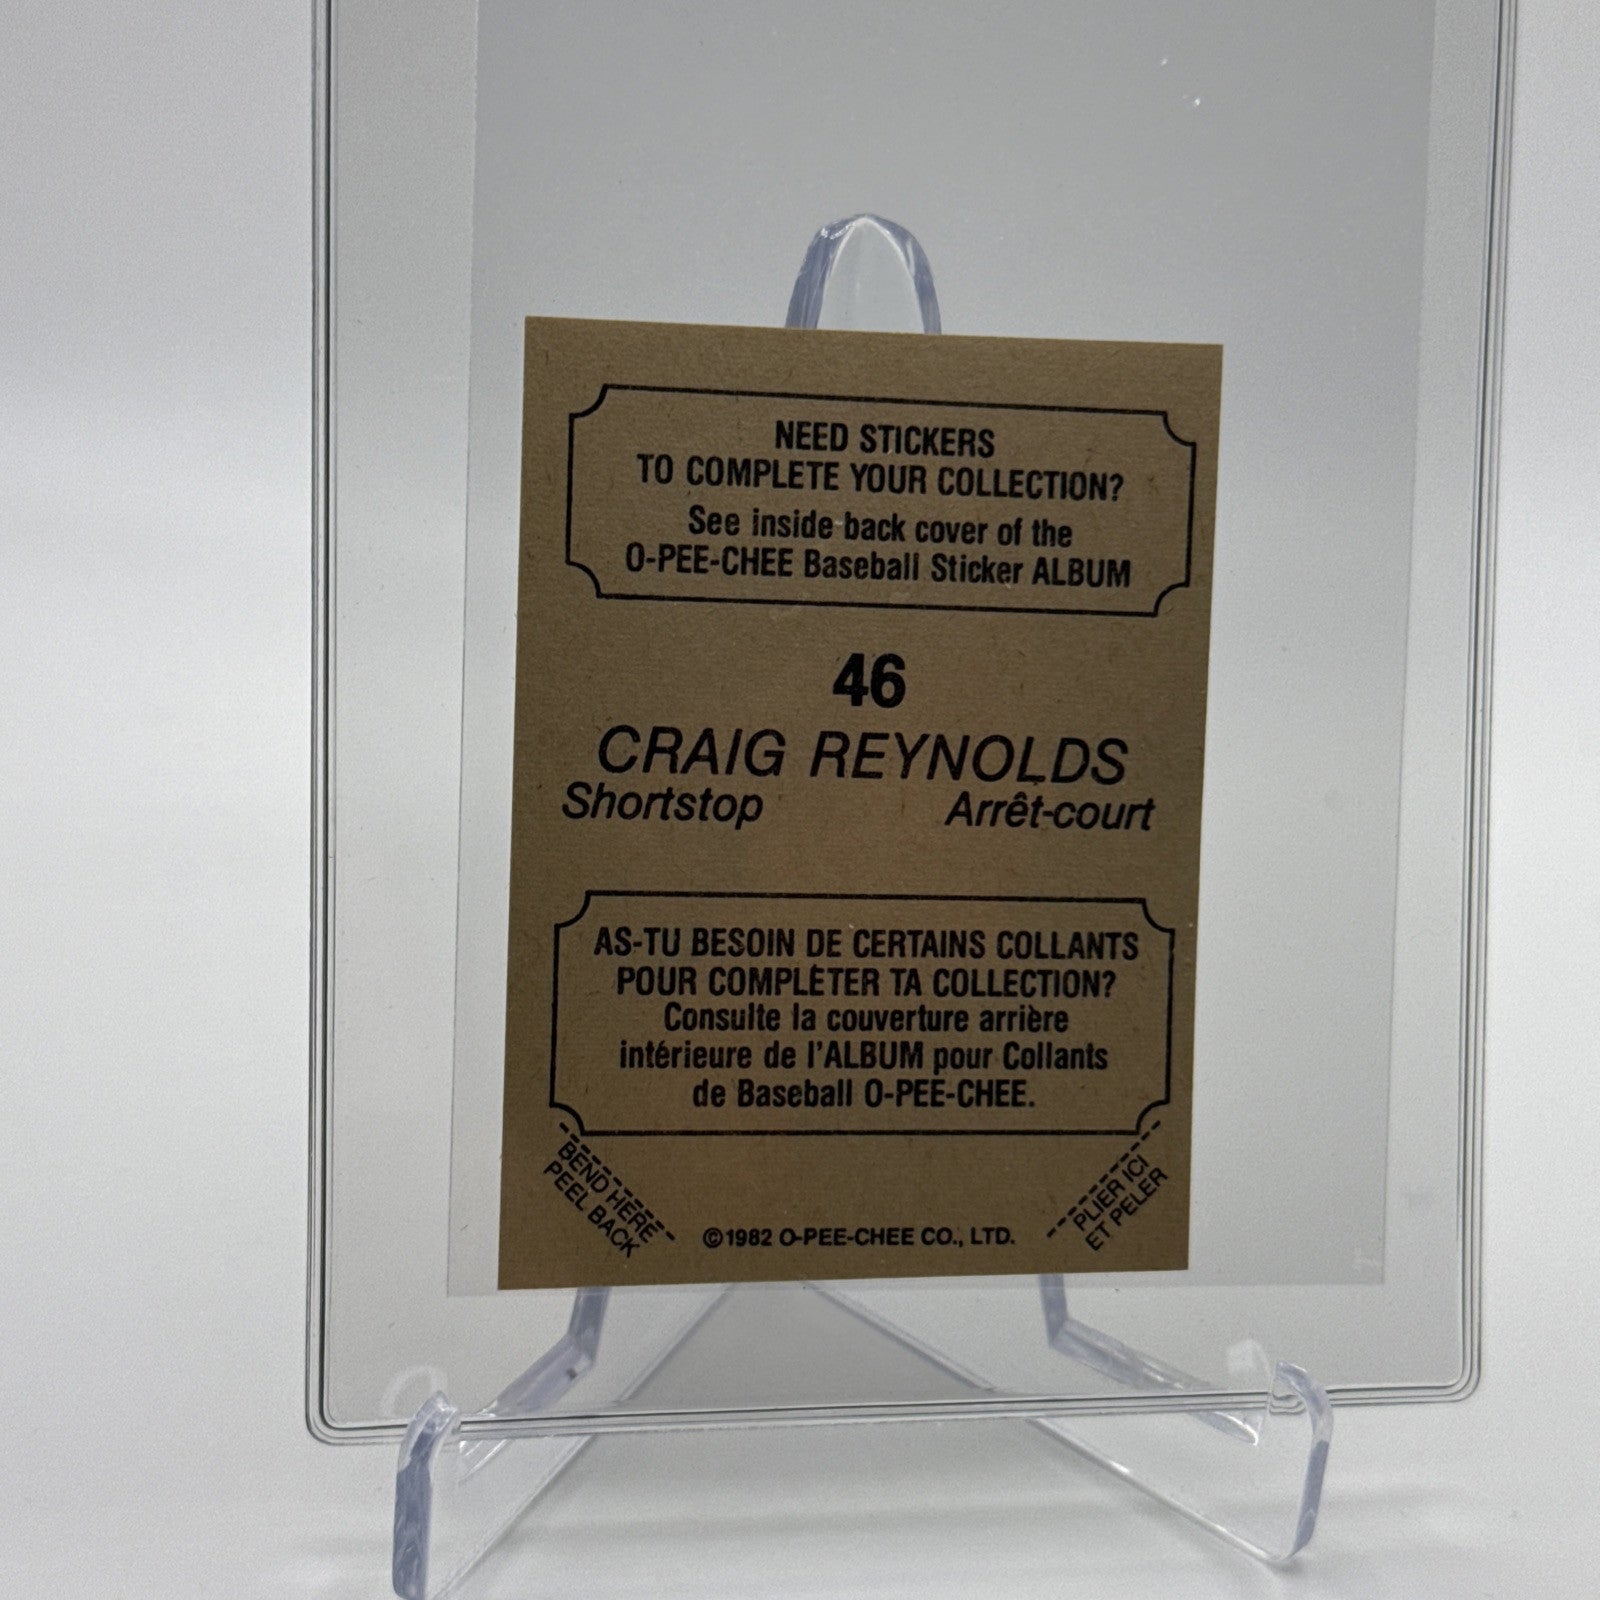 NEED STICKERS
TO COMPLETE YOUR COLLECTION?
See inside back cover of the
O-PEE-CHEE Baseball Sticker ALBUM
46
CRAIG REYNOLDS
Shortstop Arrêt-court
AS-TU BESOIN DE CERTAINS COLLANTS
POUR COMPLÉTER TA COLLECTION?
Consulte la couverture arrière
intérieure de l'ALBUM pour Collants
de Baseball O-PEE-CHEE.
BEND HERE
PEEL BACK
©1982 O-PEE-CHEE CO., LTD.
PLIER ICI
ET PELER